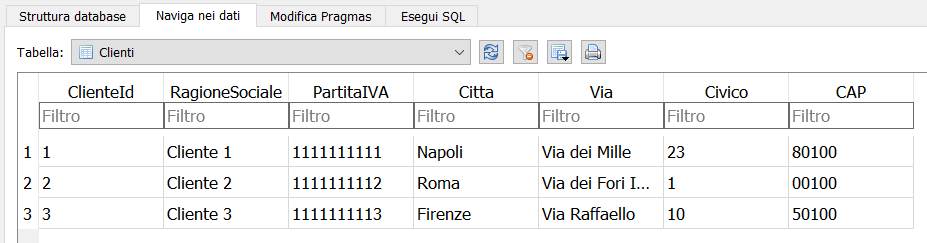 Struttura database Naviga nei dati Modifica Pragmas Esegui SQL
Tabella: Clienti
ClienteId RagioneSociale PartitaIVA Citta Via Civico CAP
Filtro Filtro Filtro Filtro Filtro Filtro Filtro
1 1 Cliente 1 1111111111 Napoli Via dei Mille 23 80100
2 2 Cliente 2 1111111112 Roma Via dei Fori I... 1 00100
3 3 Cliente 3 1111111113 Firenze Via Raffaello 10 50100